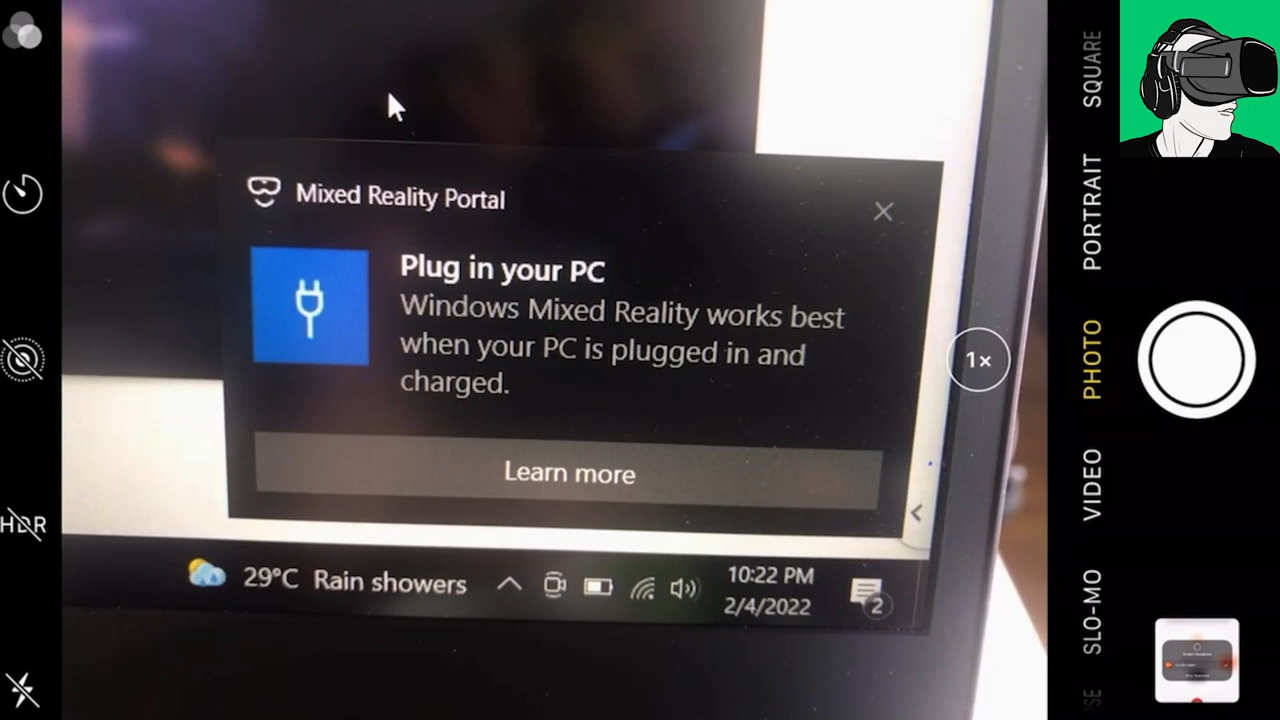 Mixed Reality Portal
Plug in your PC
Windows Mixed Reality works best
when your PC is plugged in and
charged.
Learn more
29°C Rain showers
10:22 PM
2/4/2022
2
HDR
1×
SQUARE
PORTRAIT
PHOTO
VIDEO
SLO-MO